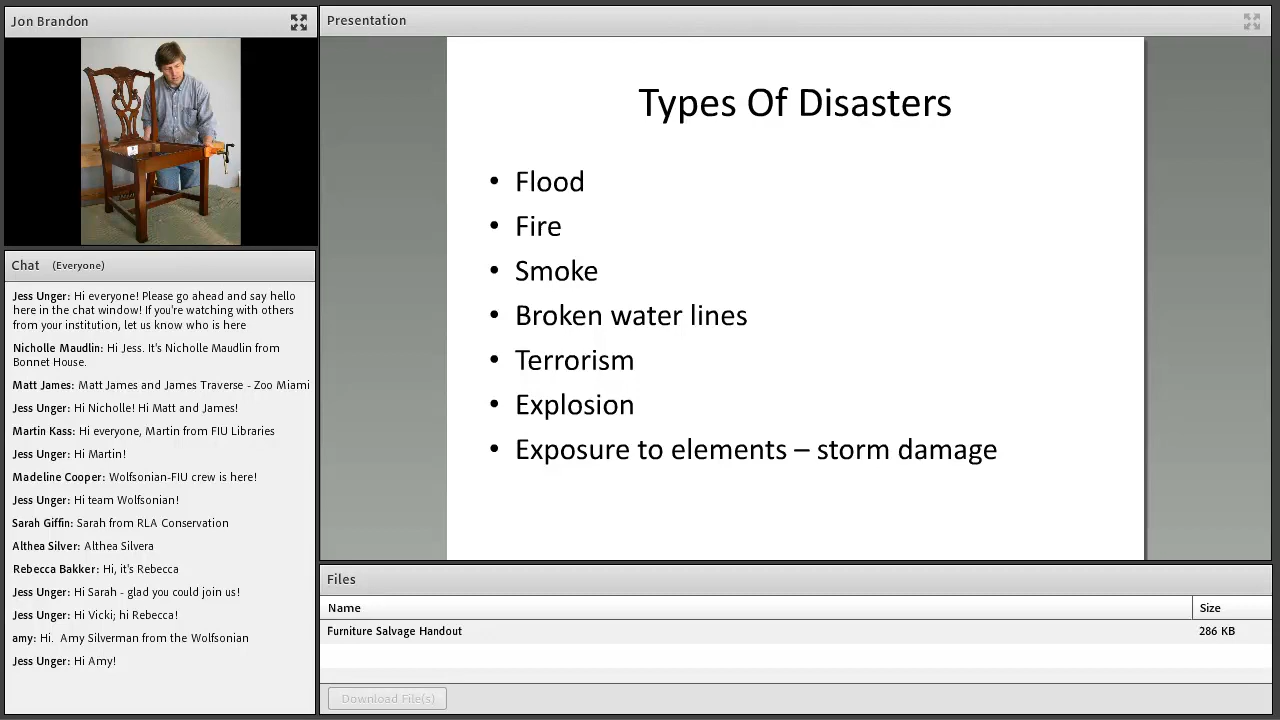 Jon Brandon
Presentation
Types Of Disasters
• Flood
• Fire
• Smoke
• Broken water lines
• Terrorism
• Explosion
• Exposure to elements – storm damage
Chat (Everyone)
Jess Unger: Hi everyone! Please go ahead and say hello
here in the chat window! If you're watching with others
from your institution, let us know who is here
Nicholle Maudlin: Hi Jess. It's Nicholle Maudlin from
Bonnet House.
Matt James: Matt James and James Traverse - Zoo Miami
Jess Unger: Hi Nicholle! Hi Matt and James!
Martin Kass: Hi everyone, Martin from FIU Libraries
Jess Unger: Hi Martin!
Madeline Cooper: Wolfsonian-FIU crew is here!
Jess Unger: Hi team Wolfsonian!
Sarah Giffin: Sarah from RLA Conservation
Althea Silver: Althea Silvera
Rebecca Bakker: Hi, it's Rebecca
Jess Unger: Hi Sarah - glad you could join us!
Jess Unger: Hi Vicki; hi Rebecca!
amy: Hi.  Amy Silverman from the Wolfsonian
Jess Unger: Hi Amy!
Files
Name Size
Furniture Salvage Handout 286 KB
Download File(s)